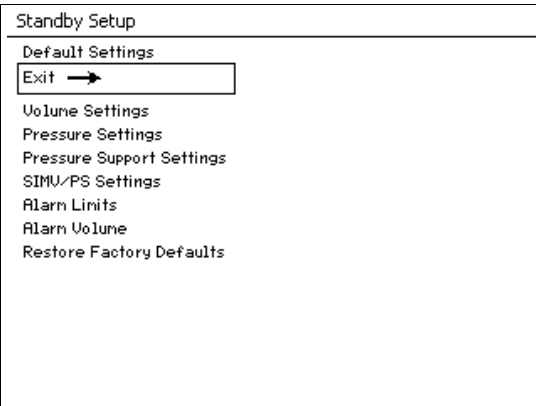 Standby Setup
Default Settings
Exit
Volume Settings
Pressure Settings
Pressure Support Settings
SIMV/PS Settings
Alarm Limits
Alarm Volume
Restore Factory Defaults